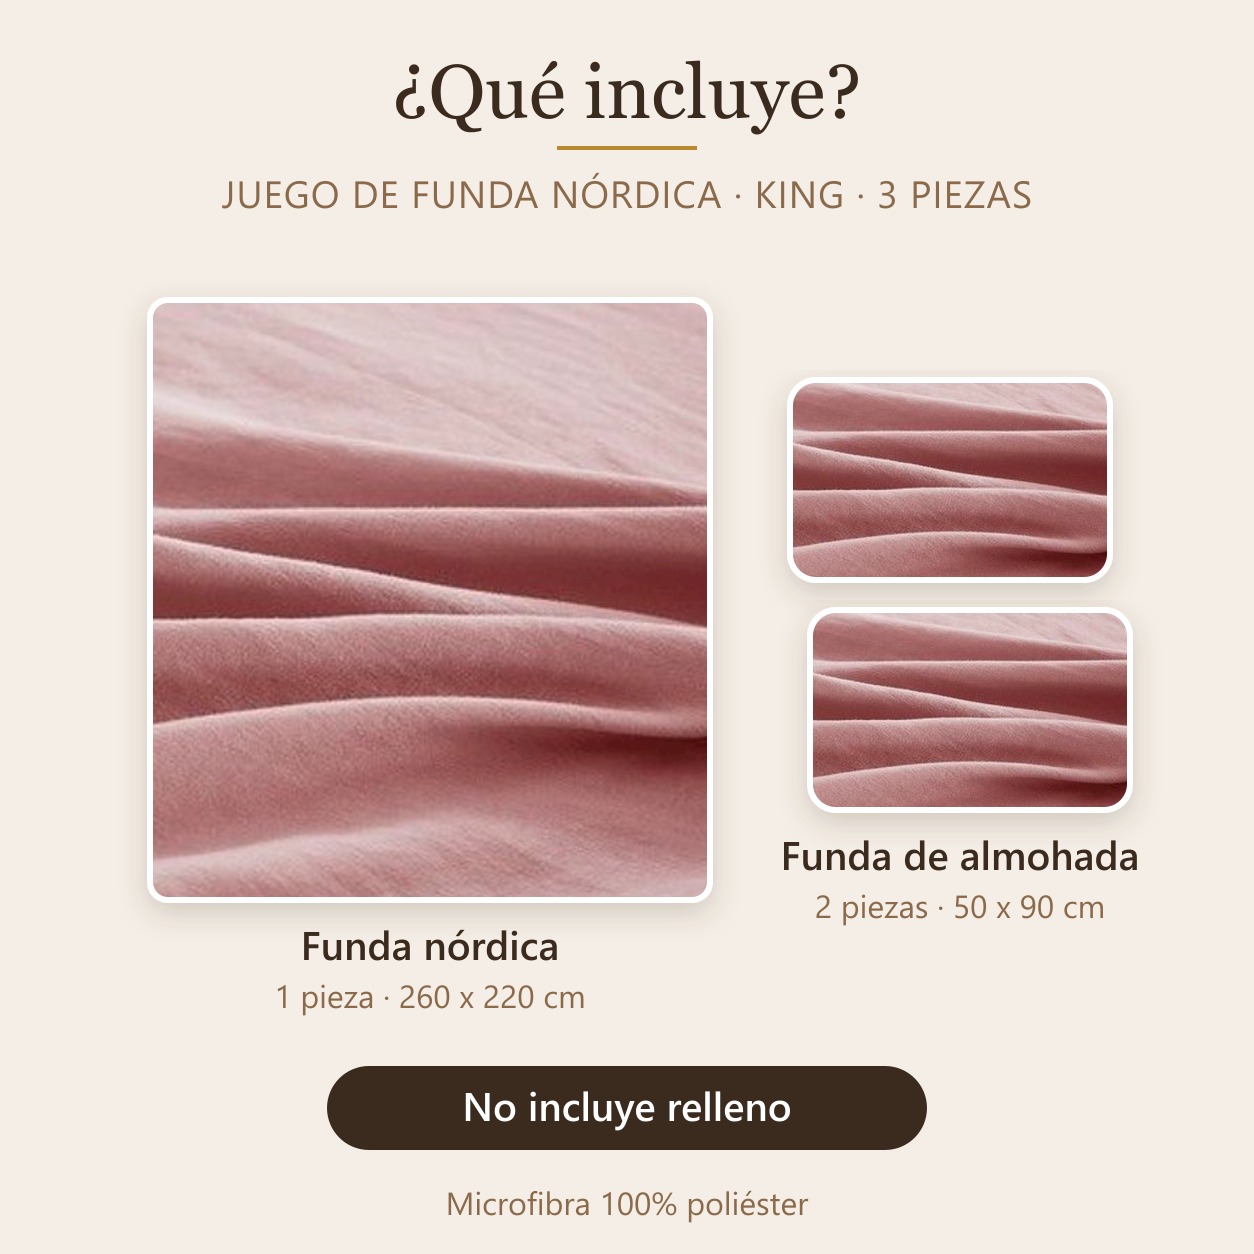 ¿Qué incluye?
JUEGO DE FUNDA NÓRDICA · KING · 3 PIEZAS
Funda nórdica
1 pieza · 260 x 220 cm
Funda de almohada
2 piezas · 50 x 90 cm
No incluye relleno
Microfibra 100% poliéster